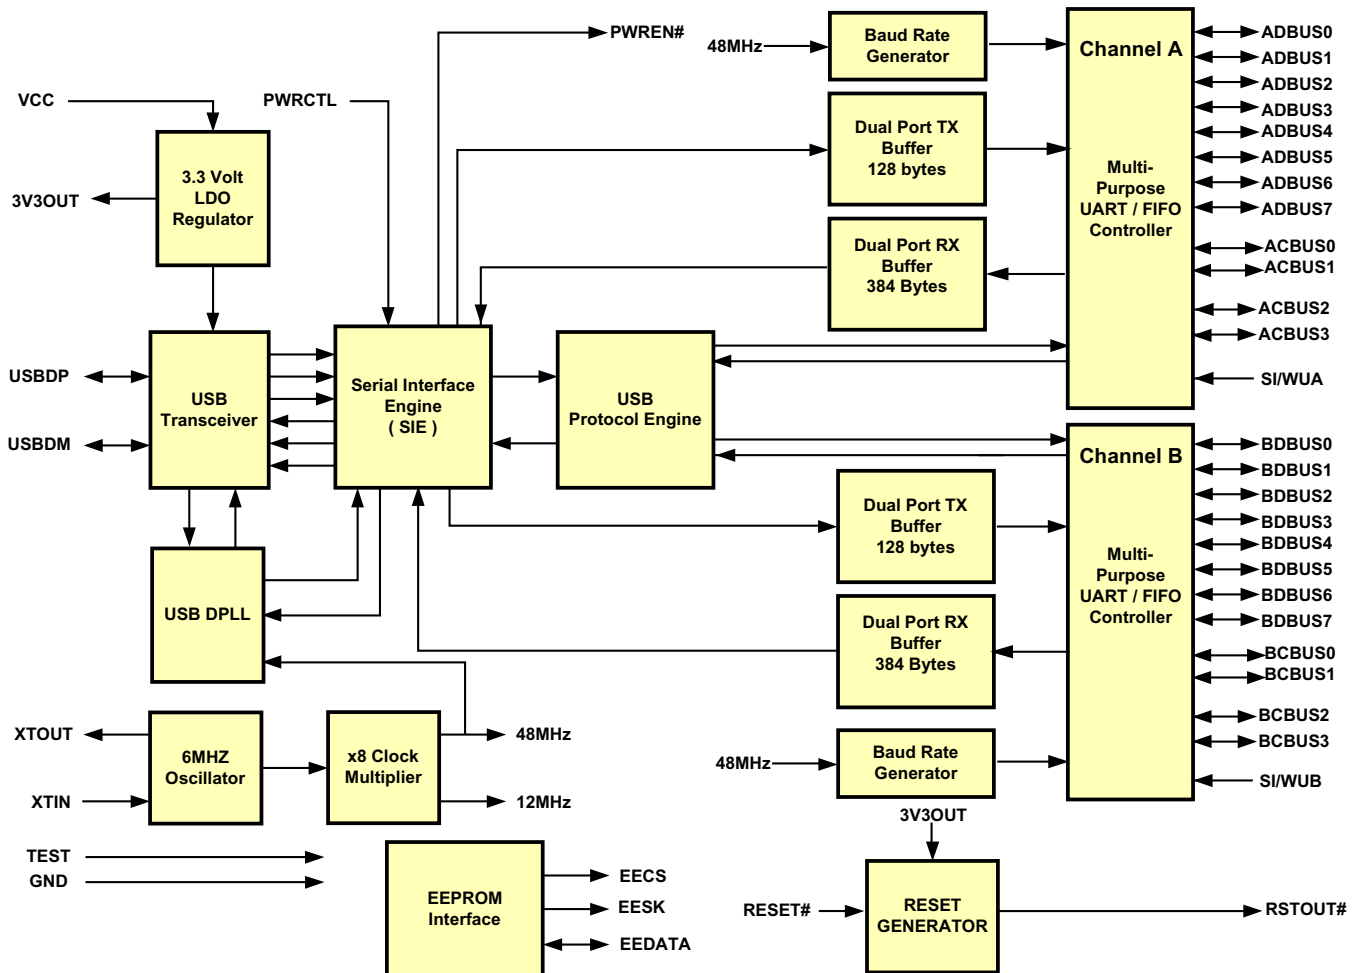 PWREN#
48MHz
Baud Rate
Generator
Channel A
ADBUS0
ADBUS1
ADBUS2
ADBUS3
ADBUS4
ADBUS5
ADBUS6
ADBUS7
ACBUS0
ACBUS1
ACBUS2
ACBUS3
SI/WUA
VCC
PWRCTL
3.3 Volt
LDO
Regulator
3V3OUT
Dual Port TX
Buffer
128 bytes
Multi-
Purpose
UART / FIFO
Controller
Dual Port RX
Buffer
384 Bytes
USBDP
USBDM
USB
Transceiver
Serial Interface
Engine
( SIE )
USB
Protocol Engine
Channel B
BDBUS0
BDBUS1
BDBUS2
BDBUS3
BDBUS4
BDBUS5
BDBUS6
BDBUS7
BCBUS0
BCBUS1
BCBUS2
BCBUS3
SI/WUB
Dual Port TX
Buffer
128 bytes
Multi-
Purpose
UART / FIFO
Controller
USB DPLL
Dual Port RX
Buffer
384 Bytes
XTOUT
XTIN
6MHZ
Oscillator
x8 Clock
Multiplier
48MHz
12MHz
48MHz
Baud Rate
Generator
TEST
GND
EEPROM
Interface
EECS
EESK
EEDATA
3V3OUT
RESET#
RESET
GENERATOR
RSTOUT#